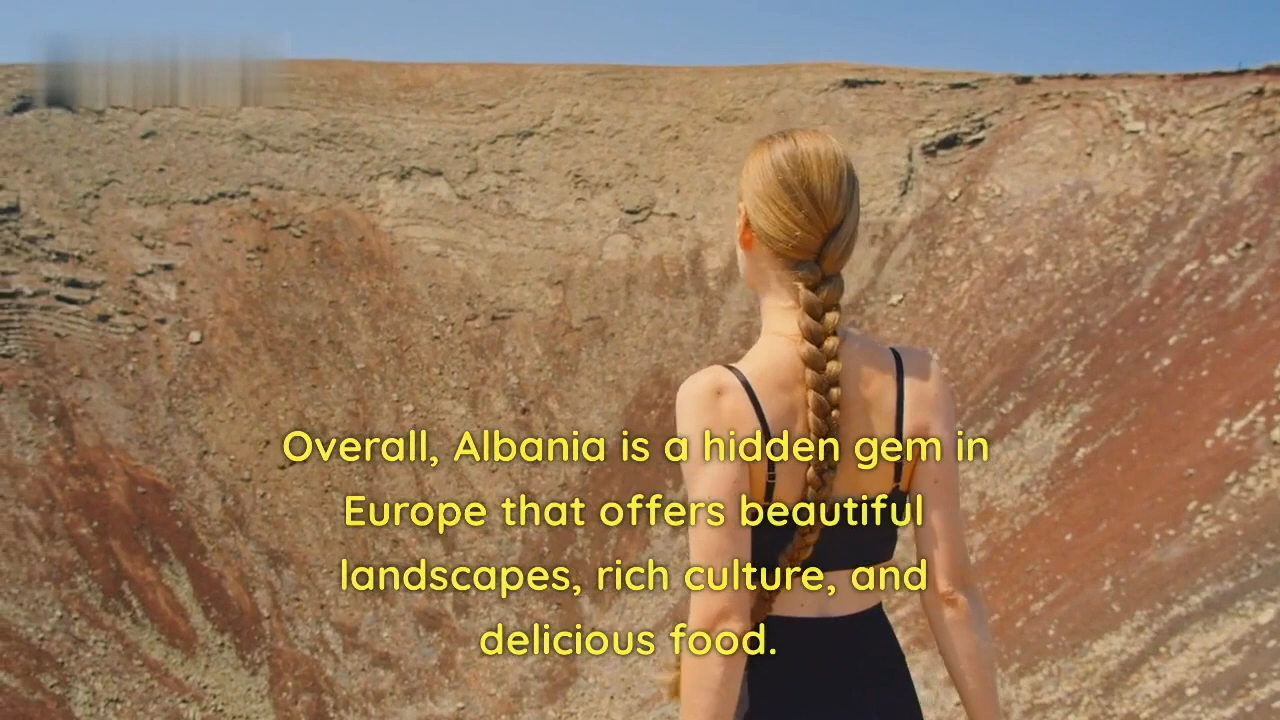 Overall, Albania is a hidden gem in
Europe that offers beautiful
landscapes, rich culture, and
delicious food.